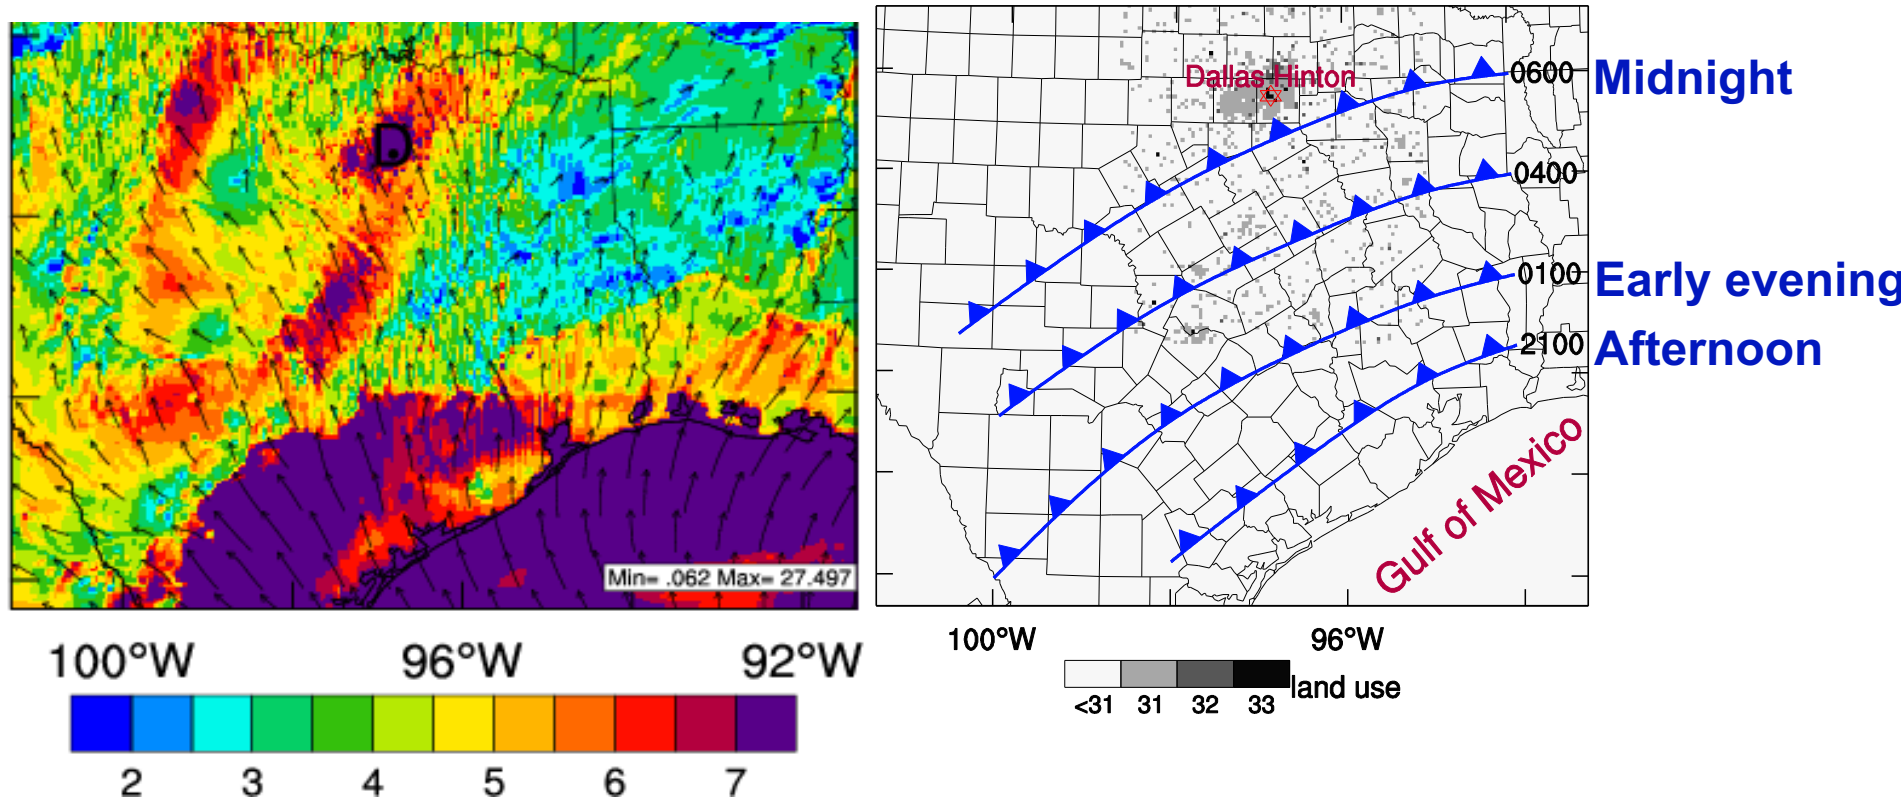 D
Min= .062 Max= 27.497
100°W 96°W 92°W
2 3 4 5 6 7
Dallas Hinton
0600 Midnight
0400
0100 Early evening
2100 Afternoon
Gulf of Mexico
100°W 96°W
<31 31 32 33 land use